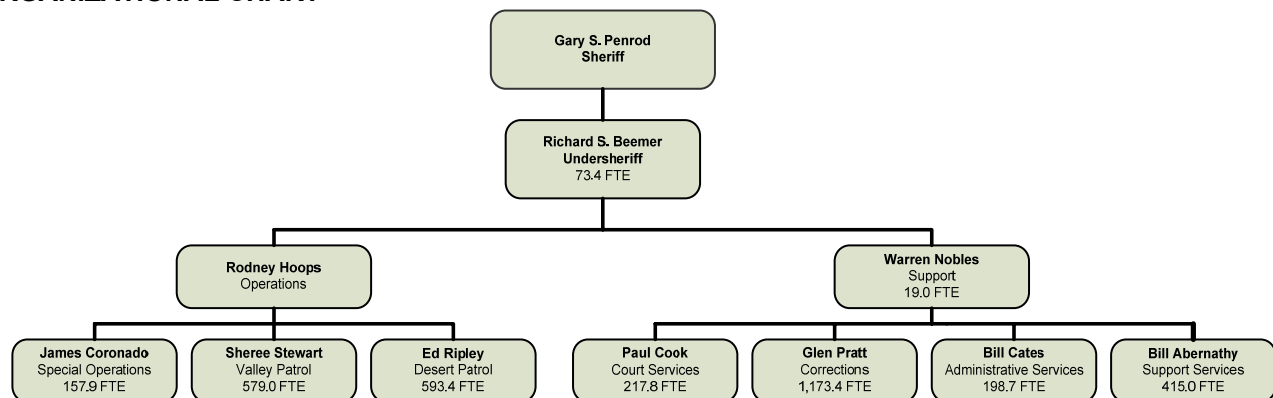 Gary S. Penrod
Sheriff
Richard S. Beemer
Undersheriff
73.4 FTE
Rodney Hoops
Operations
Warren Nobles
Support
19.0 FTE
James Coronado
Special Operations
157.9 FTE
Sheree Stewart
Valley Patrol
579.0 FTE
Ed Ripley
Desert Patrol
593.4 FTE
Paul Cook
Court Services
217.8 FTE
Glen Pratt
Corrections
1,173.4 FTE
Bill Cates
Administrative Services
198.7 FTE
Bill Abernathy
Support Services
415.0 FTE